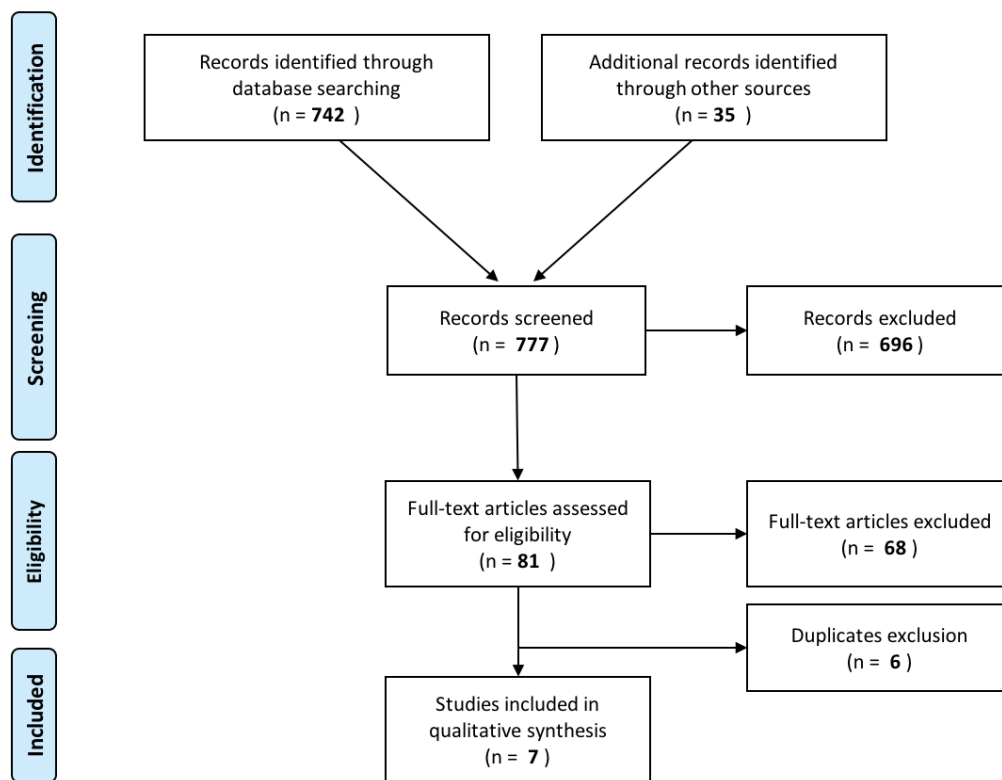 Identification
Records identified through
database searching
(n = 742  )
Additional records identified
through other sources
(n = 35  )
Screening
Records screened
(n =  777 )
Records excluded
(n =  696 )
Eligibility
Full-text articles assessed
for eligibility
(n = 81   )
Full-text articles excluded
(n =  68 )
Duplicates exclusion
(n =  6 )
Included
Studies included in
qualitative synthesis
(n =  7 )